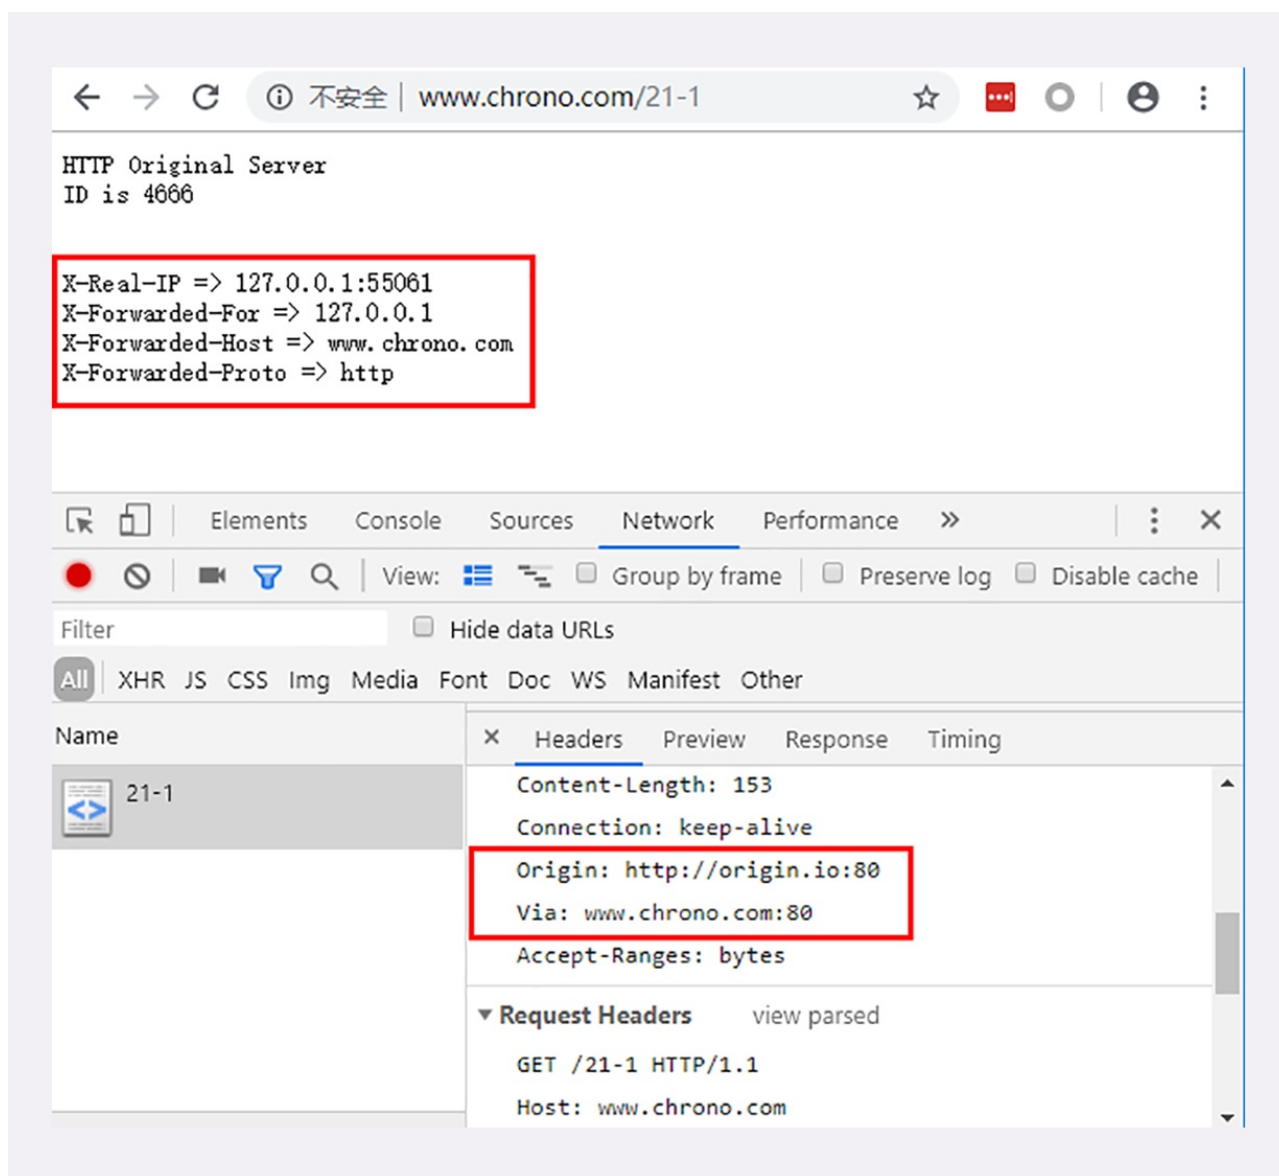 不安全 | www.chrono.com/21-1
HTTP Original Server
ID is 4666
X-Real-IP => 127.0.0.1:55061
X-Forwarded-For => 127.0.0.1
X-Forwarded-Host => www.chrono.com
X-Forwarded-Proto => http
Elements Console Sources Network Performance »
View: Group by frame Preserve log Disable cache
Filter Hide data URLs
All XHR JS CSS Img Media Font Doc WS Manifest Other
Name
21-1
× Headers Preview Response Timing
Content-Length: 153
Connection: keep-alive
Origin: http://origin.io:80
Via: www.chrono.com:80
Accept-Ranges: bytes
▼ Request Headers view parsed
GET /21-1 HTTP/1.1
Host: www.chrono.com